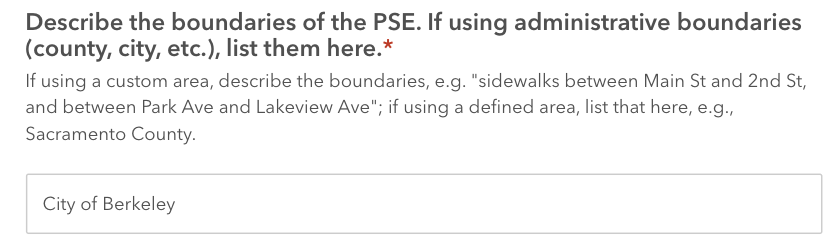 Describe the boundaries of the PSE. If using administrative boundaries
(county, city, etc.), list them here.*
If using a custom area, describe the boundaries, e.g. "sidewalks between Main St and 2nd St,
and between Park Ave and Lakeview Ave"; if using a defined area, list that here, e.g.,
Sacramento County.
City of Berkeley